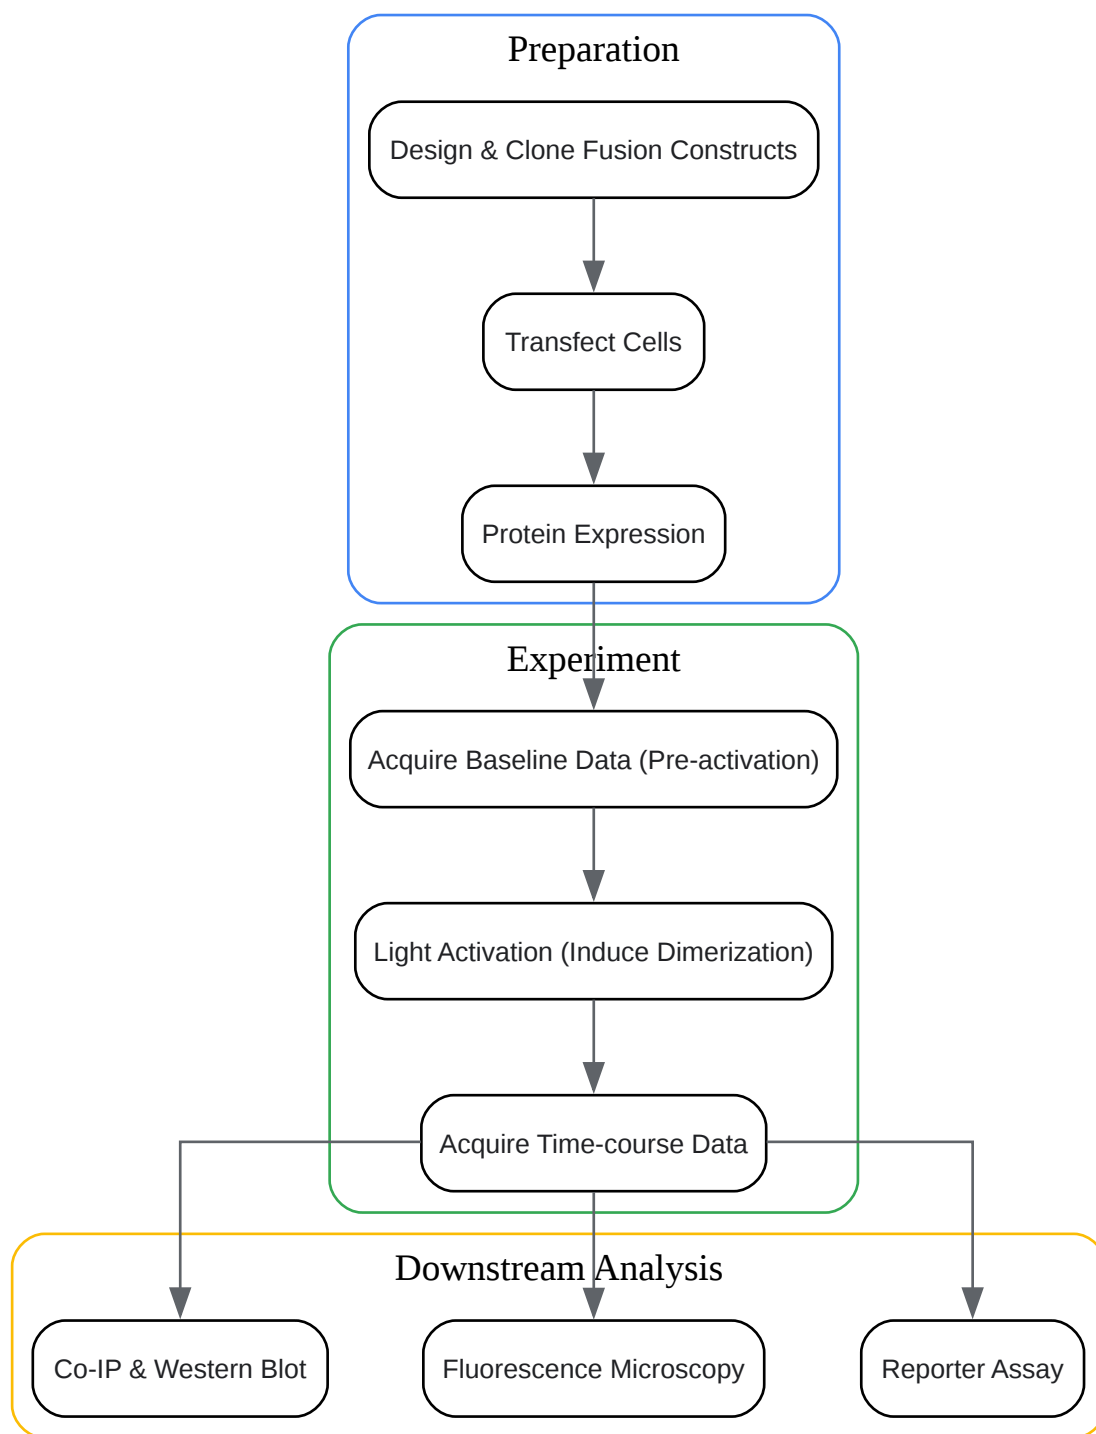 Preparation
Design & Clone Fusion Constructs
Transfect Cells
Protein Expression
Experiment
Acquire Baseline Data (Pre-activation)
Light Activation (Induce Dimerization)
Acquire Time-course Data
Downstream Analysis
Co-IP & Western Blot
Fluorescence Microscopy
Reporter Assay